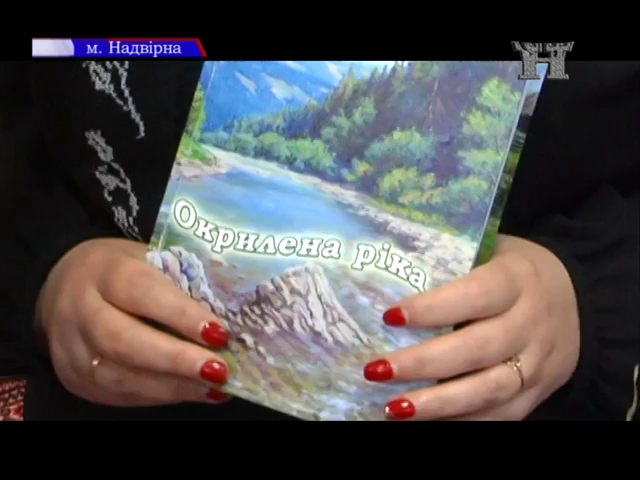 м. Надвірна
Н
Окрилена ріка